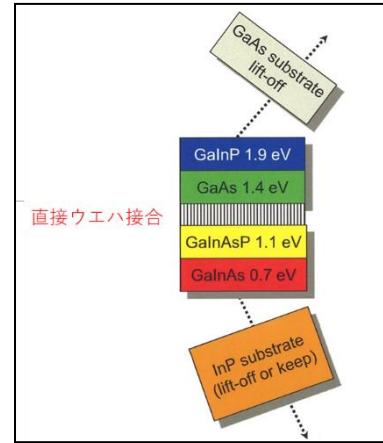 GaAs substrate
lift-off
GaInP 1.9 eV
GaAs 1.4 eV
直接ウエハ接合
GaInAsP 1.1 eV
GaInAs 0.7 eV
InP substrate
(lift-off or keep)